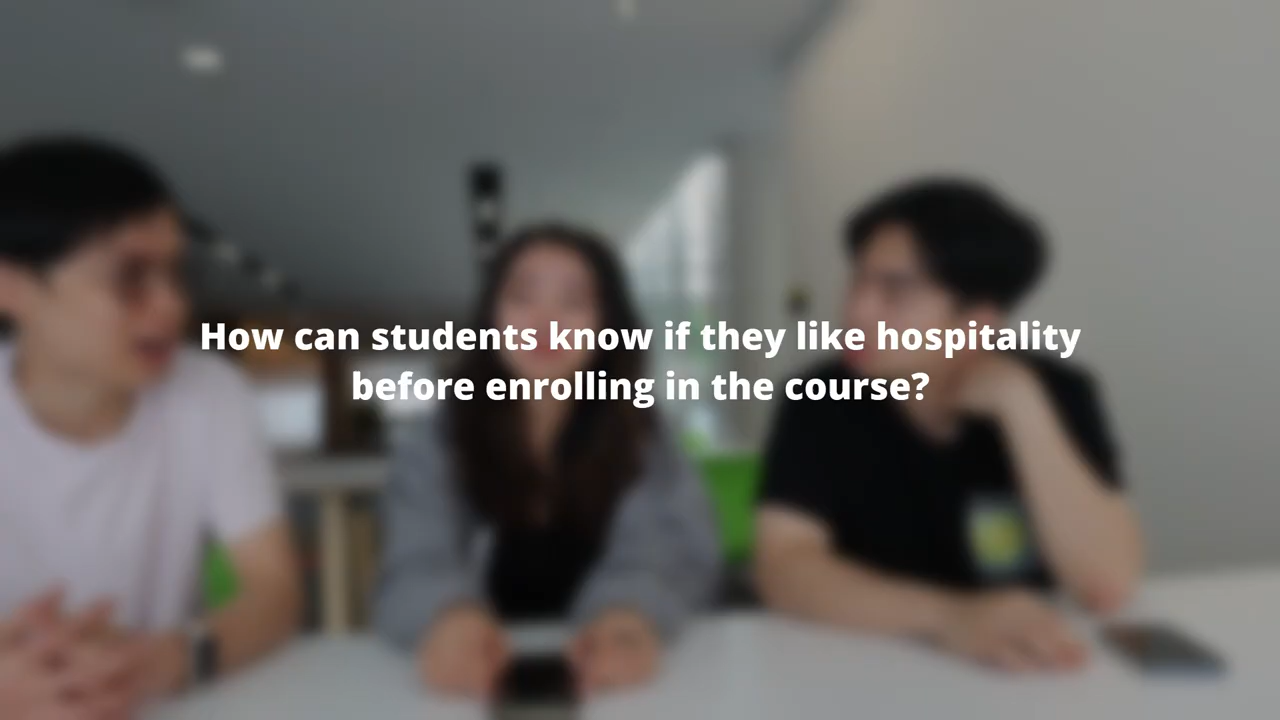 How can students know if they like hospitality
before enrolling in the course?